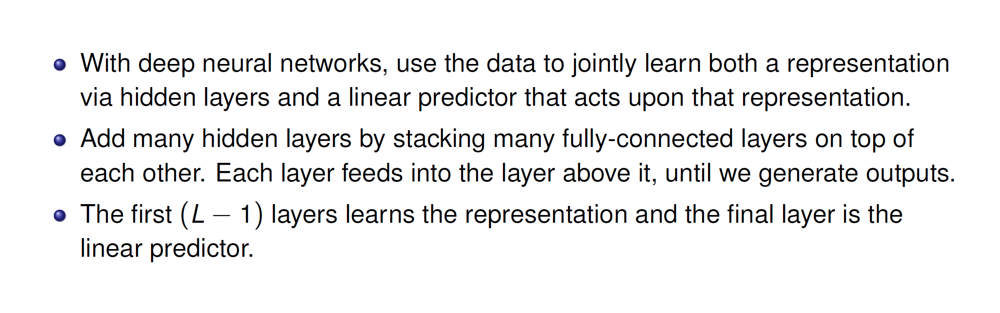 With deep neural networks, use the data to jointly learn both a representation
via hidden layers and a linear predictor that acts upon that representation.
Add many hidden layers by stacking many fully-connected layers on top of
each other. Each layer feeds into the layer above it, until we generate outputs.
The first (L − 1) layers learns the representation and the final layer is the
linear predictor.